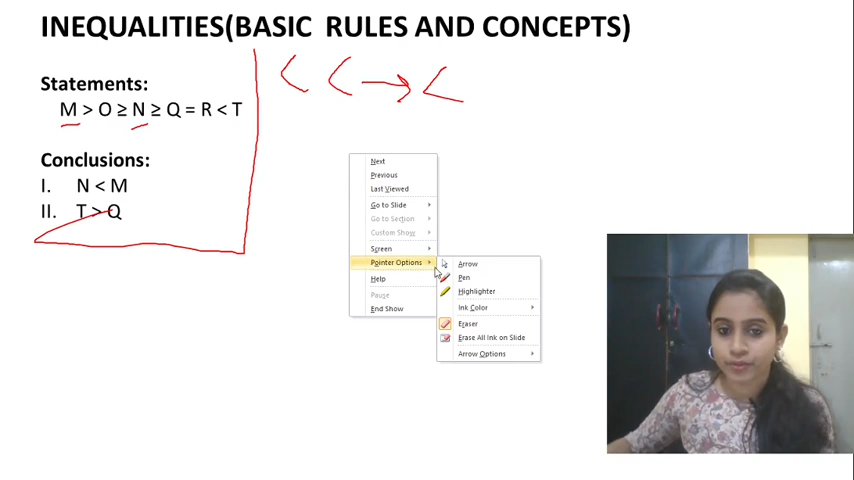 INEQUALITIES(BASIC RULES AND CONCEPTS)
Statements:
M > O ≥ N ≥ Q = R < T
< < → <
Conclusions:
I. N < M
II. T > Q
Next
Previous
Last Viewed
Go to Slide
Go to Section
Custom Show
Screen
Pointer Options
Help
Pause
End Show
Arrow
Pen
Highlighter
Ink Color
Eraser
Erase All Ink on Slide
Arrow Options